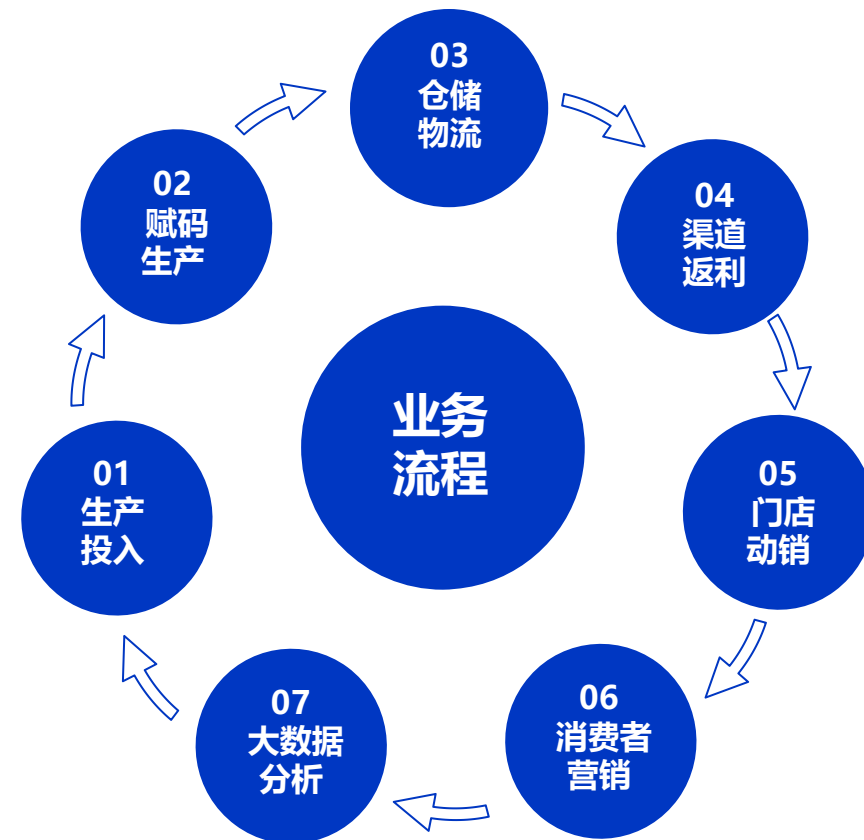 03
仓储
物流
02
赋码
生产
04
渠道
返利
业务
流程
01
生产
投入
05
门店
动销
07
大数据
分析
06
消费者
营销